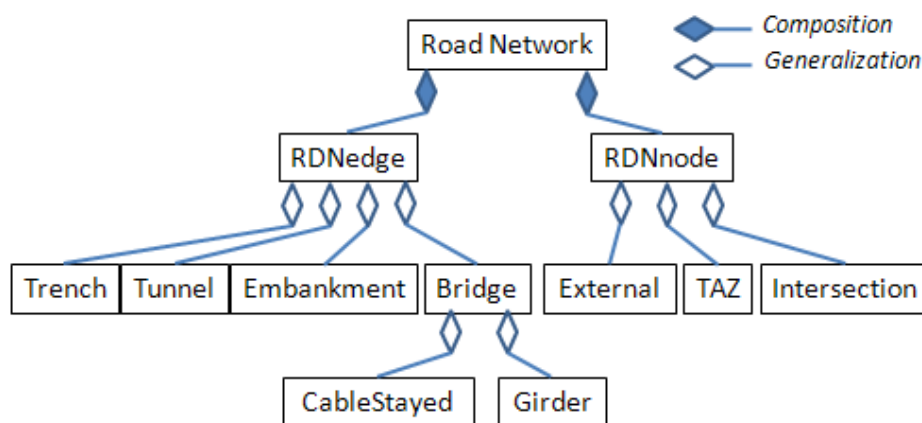 Road Network
Composition
Generalization
RDNedge
RDNnode
Trench
Tunnel
Embankment
Bridge
External
TAZ
Intersection
CableStayed
Girder